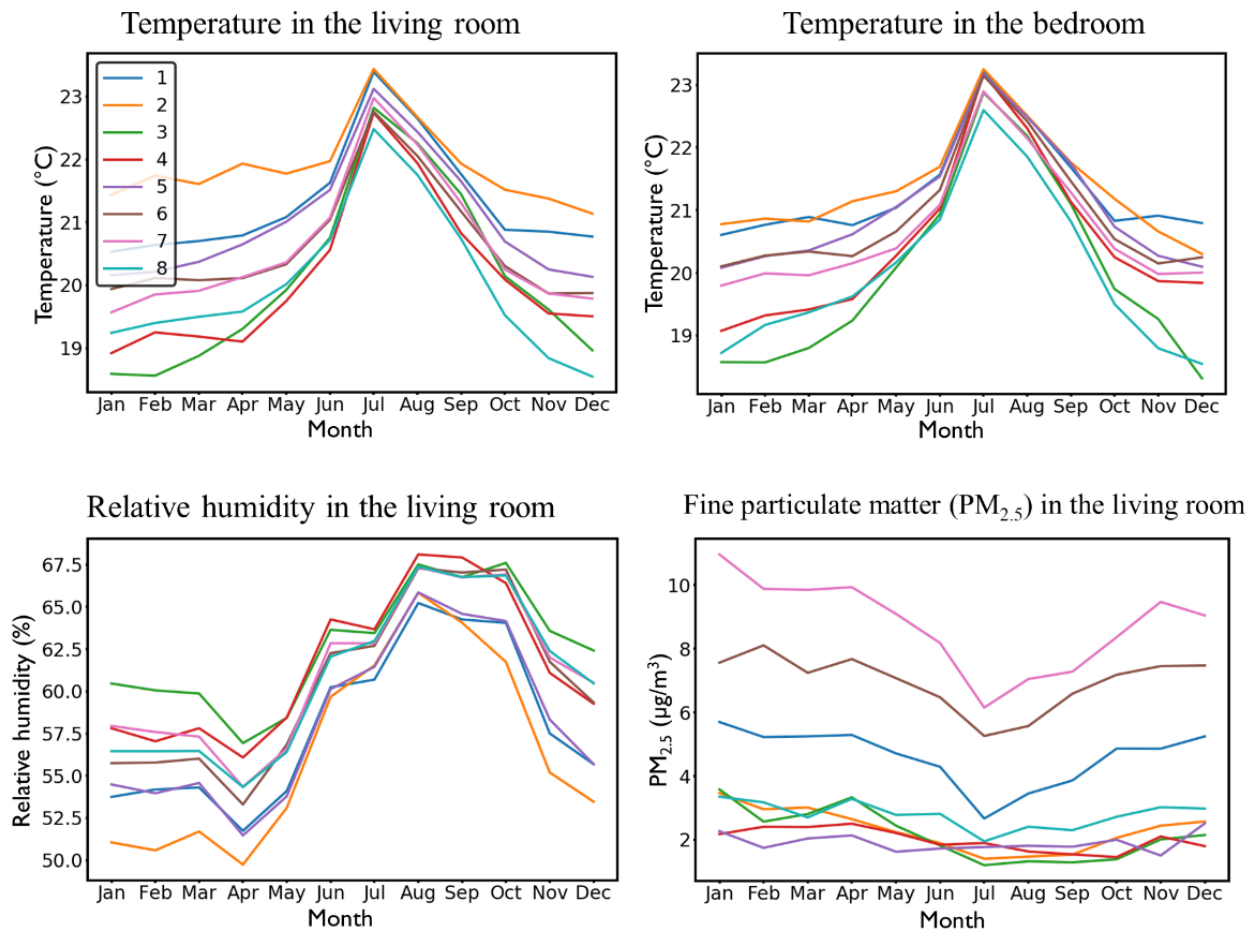 Temperature in the living room
Temperature (°C)
23
22
21
20
19
1
2
3
4
5
6
7
8
Jan Feb Mar Apr May Jun Jul Aug Sep Oct Nov Dec
Month
Temperature in the bedroom
Temperature (°C)
23
22
21
20
19
Jan Feb Mar Apr May Jun Jul Aug Sep Oct Nov Dec
Month
Relative humidity in the living room
Relative humidity (%)
67.5
65.0
62.5
60.0
57.5
55.0
52.5
50.0
Jan Feb Mar Apr May Jun Jul Aug Sep Oct Nov Dec
Month
Fine particulate matter (PM2.5) in the living room
PM2.5 (µg/m³)
10
8
6
4
2
Jan Feb Mar Apr May Jun Jul Aug Sep Oct Nov Dec
Month